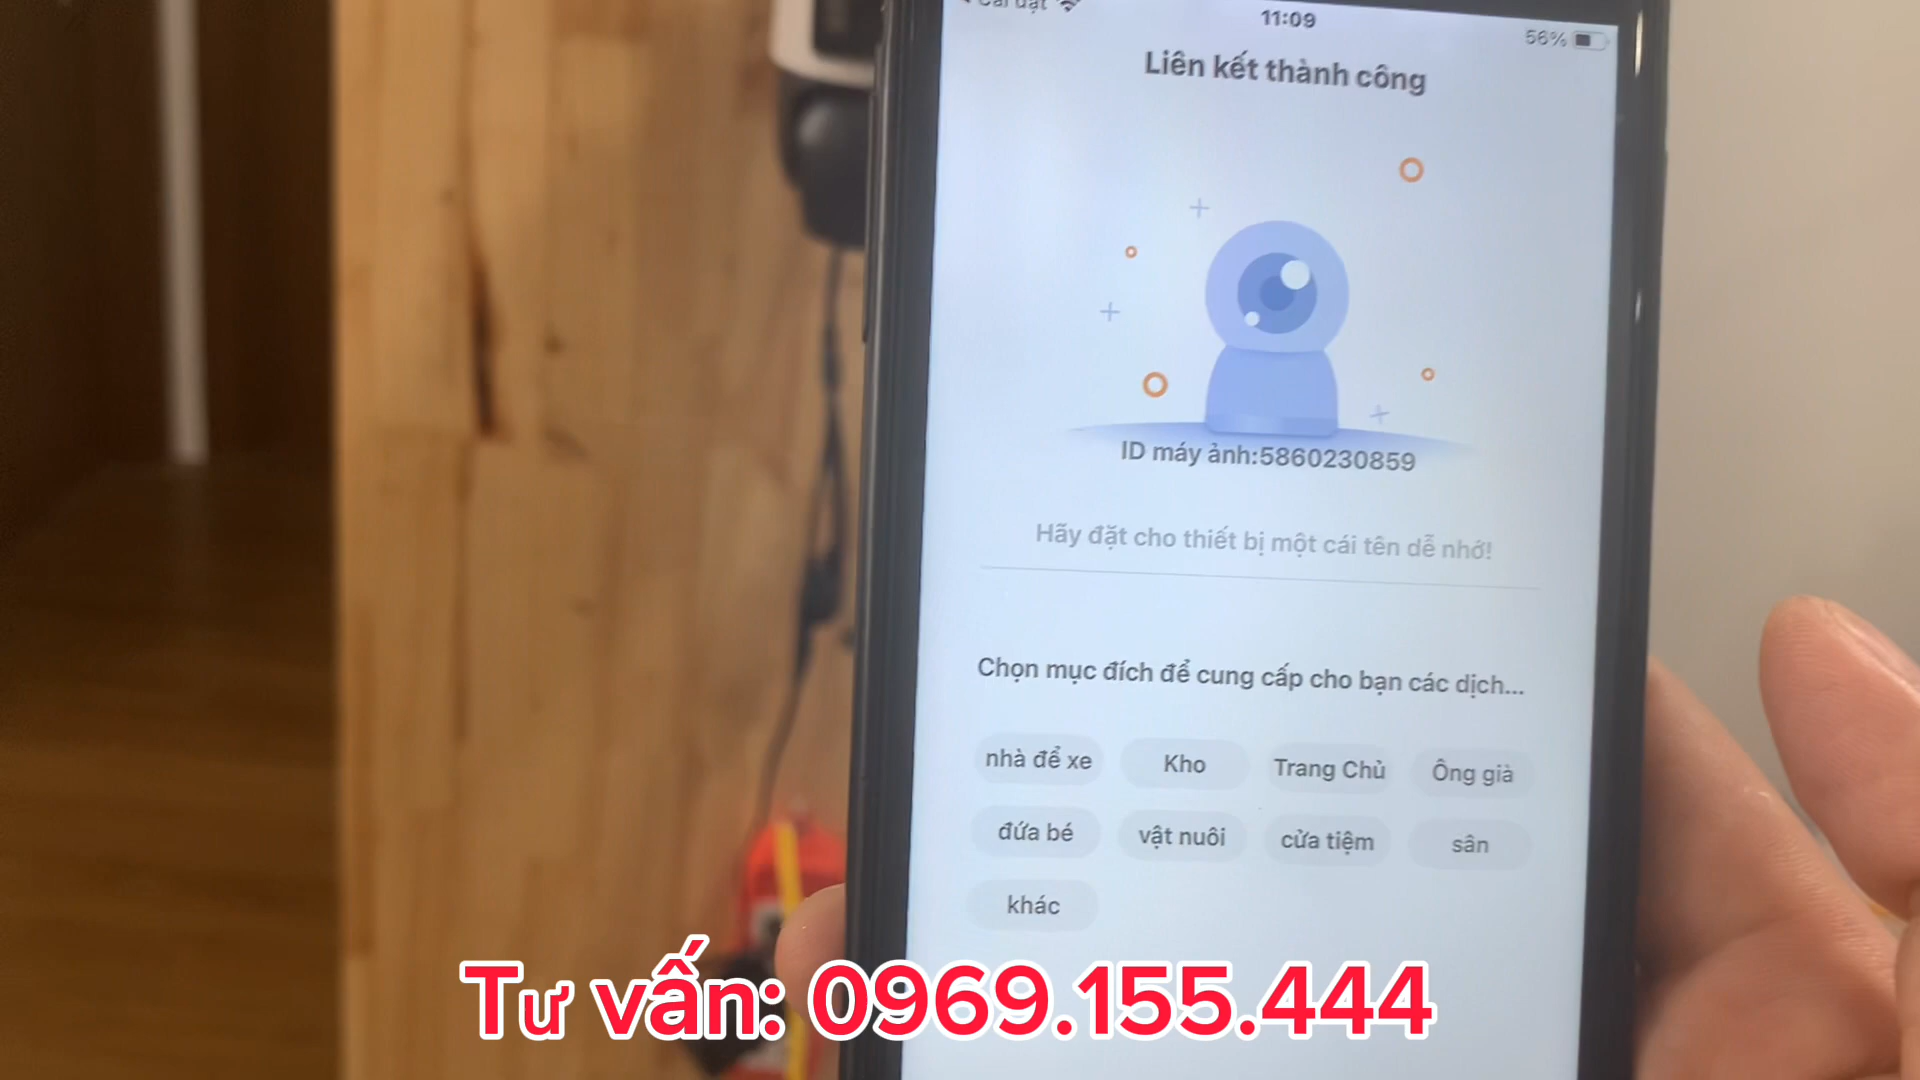 Cài đặt
11:09
56%
Liên kết thành công
ID máy ảnh:5860230859
Hãy đặt cho thiết bị một cái tên dễ nhớ!
Chọn mục đích để cung cấp cho bạn các dịch...
nhà để xe Kho Trang Chủ Ông già
đứa bé vật nuôi cửa tiệm sân
khác
Tư vấn: 0969.155.444